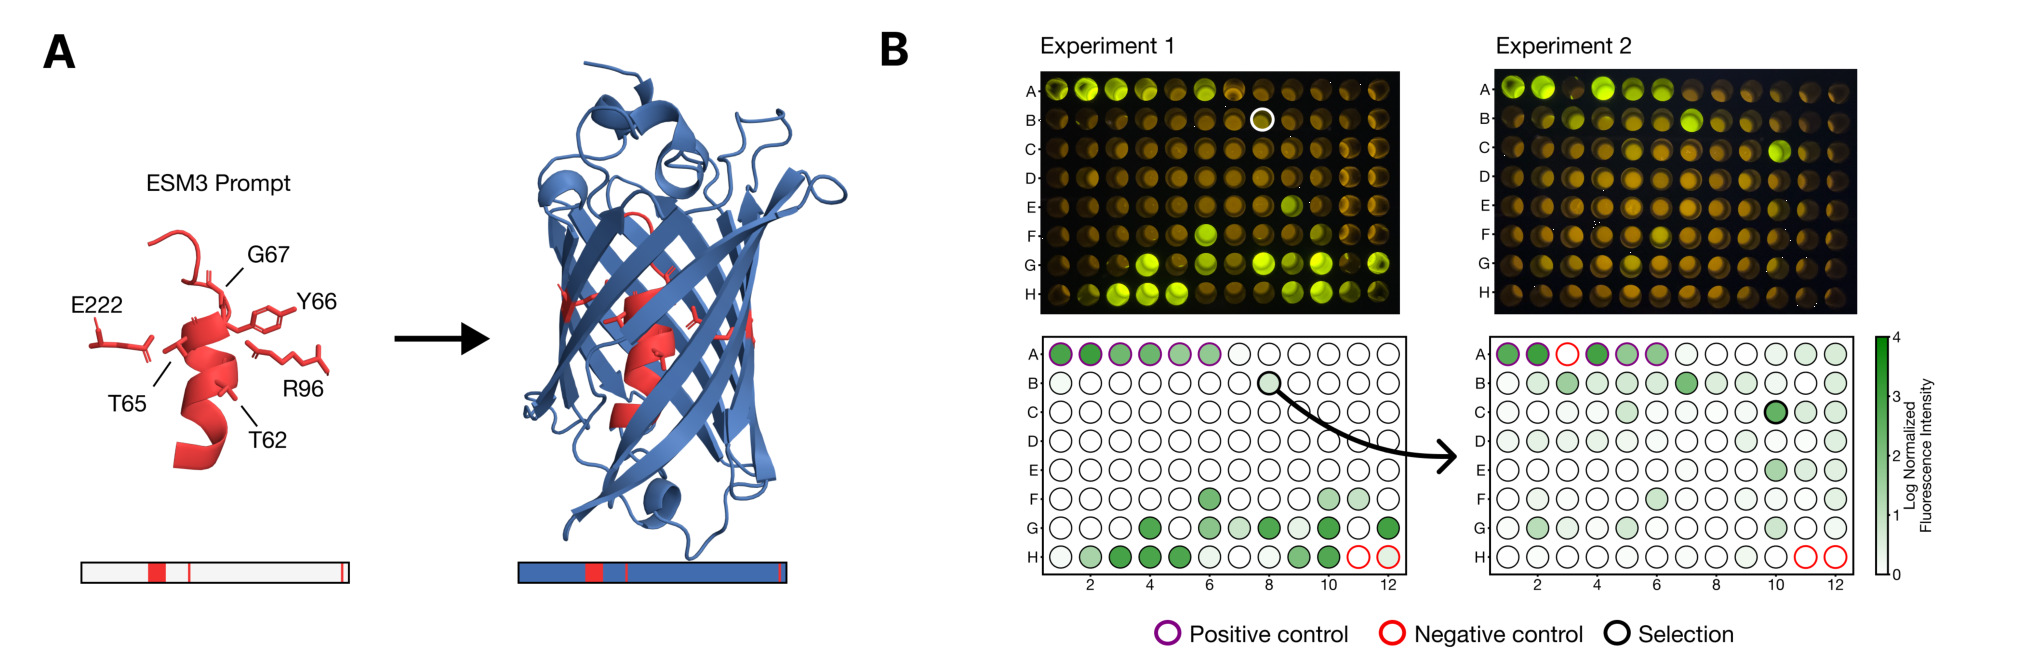 A
ESM3 Prompt
G67
E222
Y66
T65
R96
T62
B
Experiment 1
Experiment 2
A
B
C
D
E
F
G
H
A
B
C
D
E
F
G
H
A
B
C
D
E
F
G
H
2 4 6 8 10 12
A
B
C
D
E
F
G
H
2 4 6 8 10 12
4
3
2
1
0
Log Normalized
Fluorescence Intensity
Positive control
Negative control
Selection